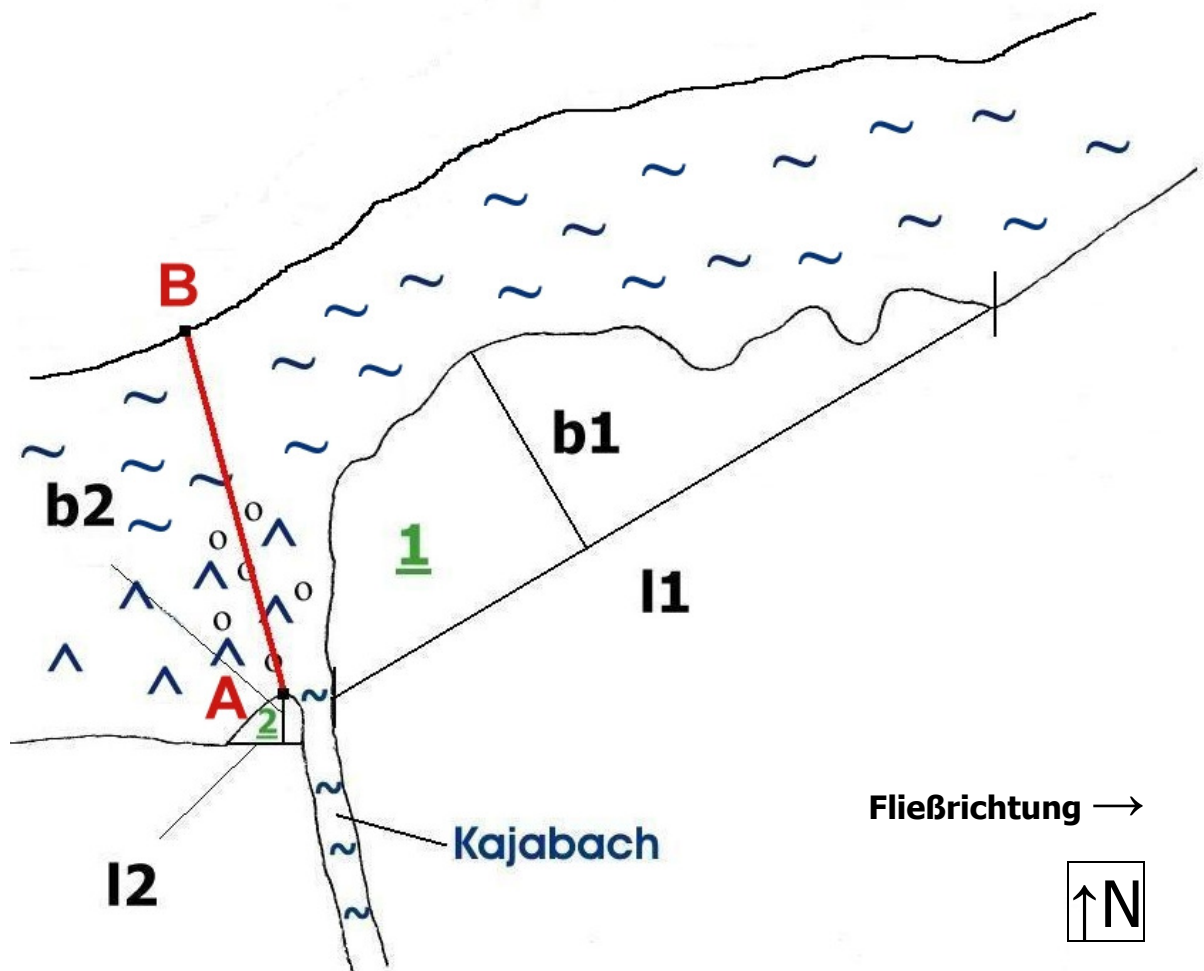 B
b1
b2
1
l1
A
2
Fließrichtung →
Kajabach
l2
↑N